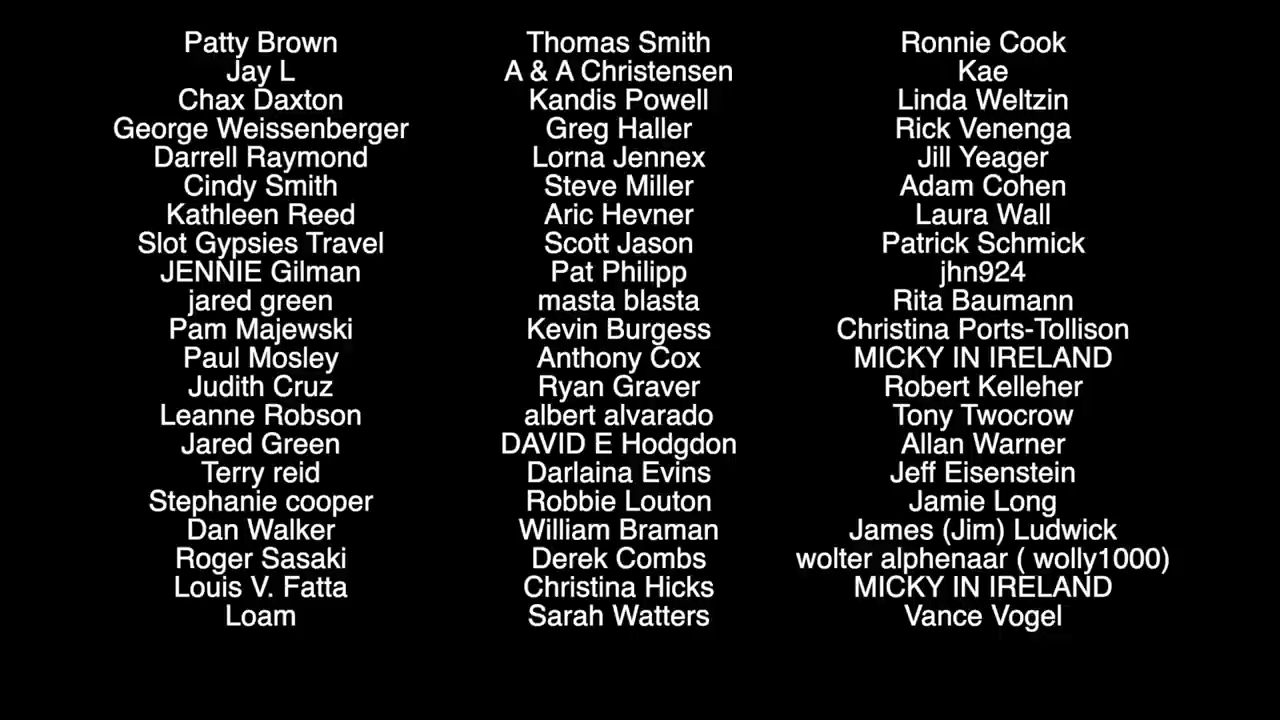 Patty Brown
Jay L
Chax Daxton
George Weissenberger
Darrell Raymond
Cindy Smith
Kathleen Reed
Slot Gypsies Travel
JENNIE Gilman
jared green
Pam Majewski
Paul Mosley
Judith Cruz
Leanne Robson
Jared Green
Terry reid
Stephanie cooper
Dan Walker
Roger Sasaki
Louis V. Fatta
Loam
Thomas Smith
A & A Christensen
Kandis Powell
Greg Haller
Lorna Jennex
Steve Miller
Aric Hevner
Scott Jason
Pat Philipp
masta blasta
Kevin Burgess
Anthony Cox
Ryan Graver
albert alvarado
DAVID E Hodgdon
Darlaina Evins
Robbie Louton
William Braman
Derek Combs
Christina Hicks
Sarah Watters
Ronnie Cook
Kae
Linda Weltzin
Rick Venenga
Jill Yeager
Adam Cohen
Laura Wall
Patrick Schmick
jhn924
Rita Baumann
Christina Ports-Tollison
MICKY IN IRELAND
Robert Kelleher
Tony Twocrow
Allan Warner
Jeff Eisenstein
Jamie Long
James (Jim) Ludwick
wolter alphenaar ( wolly1000)
MICKY IN IRELAND
Vance Vogel